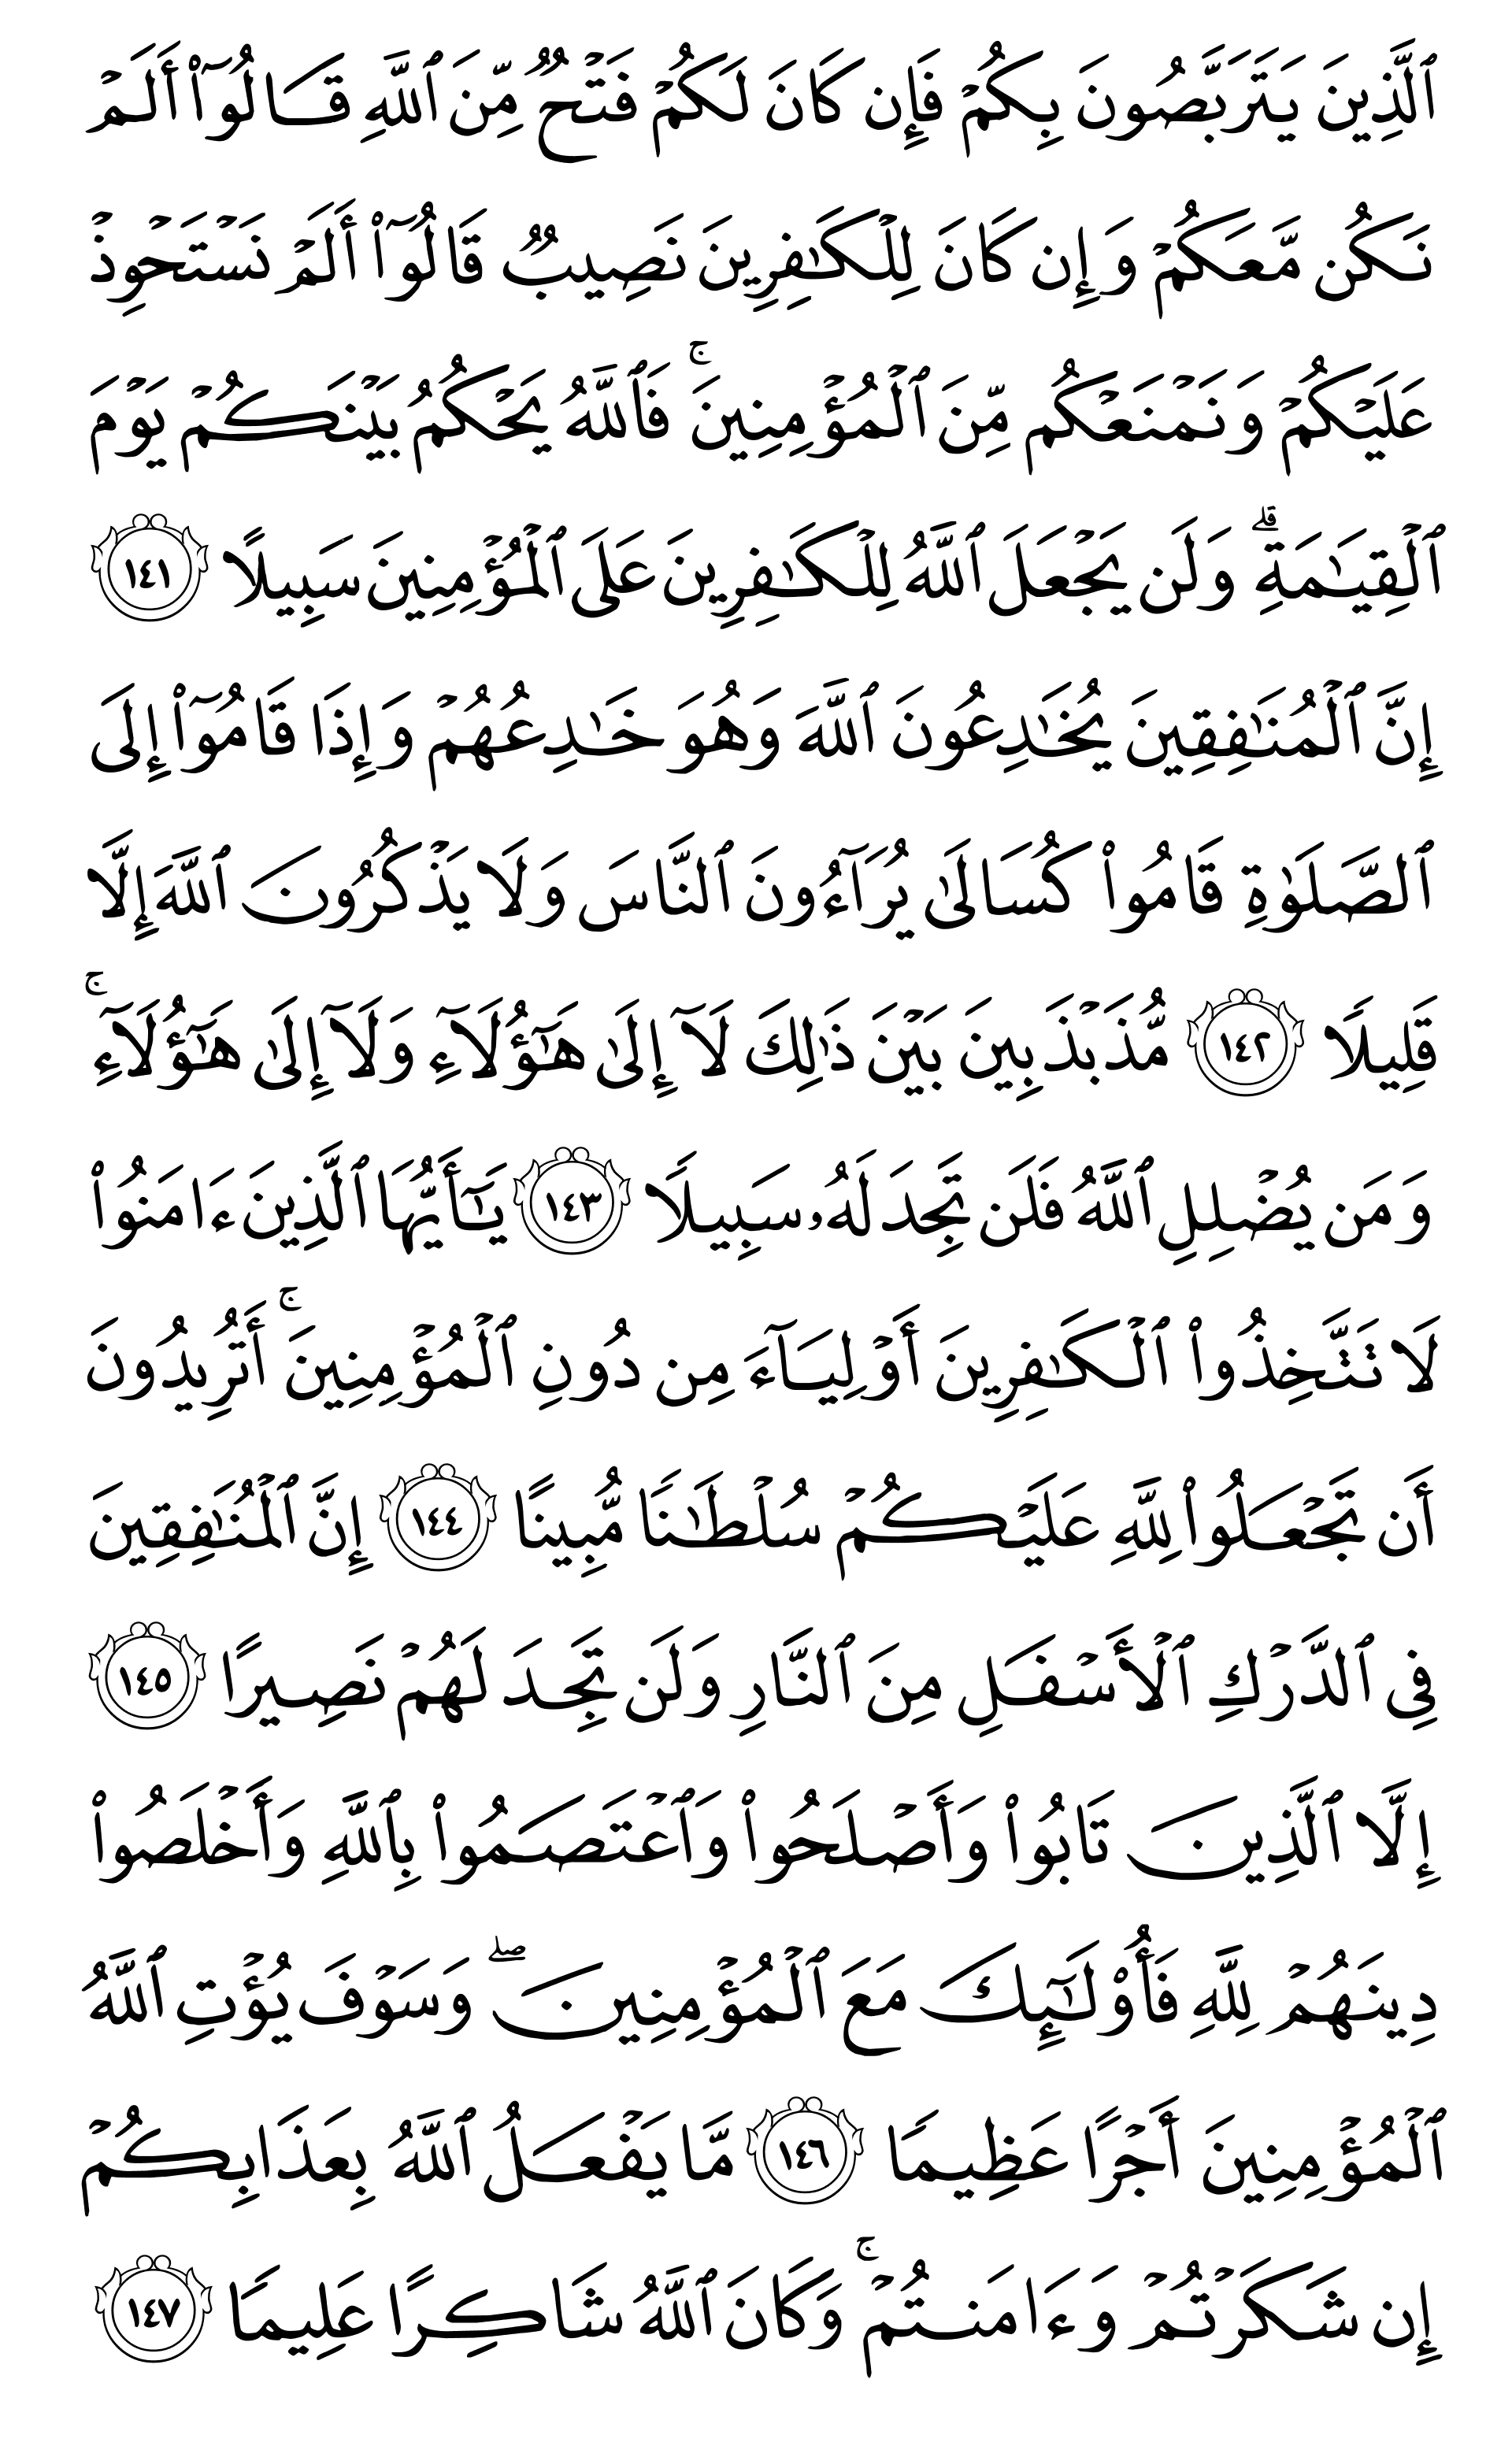 ٱلَّذِينَ يَتَرَبَّصُونَ بِكُمۡ فَإِن كَانَ لَكُمۡ فَتۡحٞ مِّنَ ٱللَّهِ قَالُوٓاْ أَلَمۡ
نَكُن مَّعَكُمۡ وَإِن كَانَ لِلۡكَٰفِرِينَ نَصِيبٞ قَالُوٓاْ أَلَمۡ نَسۡتَحۡوِذۡ
عَلَيۡكُمۡ وَنَمۡنَعۡكُم مِّنَ ٱلۡمُؤۡمِنِينَۚ فَٱللَّهُ يَحۡكُمُ بَيۡنَكُمۡ يَوۡمَ
ٱلۡقِيَٰمَةِۗ وَلَن يَجۡعَلَ ٱللَّهُ لِلۡكَٰفِرِينَ عَلَى ٱلۡمُؤۡمِنِينَ سَبِيلًا ١٤١
إِنَّ ٱلۡمُنَٰفِقِينَ يُخَٰدِعُونَ ٱللَّهَ وَهُوَ خَٰدِعُهُمۡ وَإِذَا قَامُوٓاْ إِلَى
ٱلصَّلَوٰةِ قَامُواْ كُسَالَىٰ يُرَآءُونَ ٱلنَّاسَ وَلَا يَذۡكُرُونَ ٱللَّهَ إِلَّا
قَلِيلًا ١٤٢ مُّذَبۡذَبِينَ بَيۡنَ ذَٰلِكَ لَآ إِلَىٰ هَٰٓؤُلَآءِ وَلَآ إِلَىٰ هَٰٓؤُلَآءِۚ
وَمَن يُضۡلِلِ ٱللَّهُ فَلَن تَجِدَ لَهُۥ سَبِيلًا ١٤٣ يَٰٓأَيُّهَا ٱلَّذِينَ ءَامَنُواْ
لَا تَتَّخِذُواْ ٱلۡكَٰفِرِينَ أَوۡلِيَآءَ مِن دُونِ ٱلۡمُؤۡمِنِينَۚ أَتُرِيدُونَ
أَن تَجۡعَلُواْ لِلَّهِ عَلَيۡكُمۡ سُلۡطَٰنٗا مُّبِينًا ١٤٤ إِنَّ ٱلۡمُنَٰفِقِينَ
فِي ٱلدَّرۡكِ ٱلۡأَسۡفَلِ مِنَ ٱلنَّارِ وَلَن تَجِدَ لَهُمۡ نَصِيرًا ١٤٥
إِلَّا ٱلَّذِينَ تَابُواْ وَأَصۡلَحُواْ وَٱعۡتَصَمُواْ بِٱللَّهِ وَأَخۡلَصُواْ
دِينَهُمۡ لِلَّهِ فَأُوْلَٰٓئِكَ مَعَ ٱلۡمُؤۡمِنِينَۖ وَسَوۡفَ يُؤۡتِ ٱللَّهُ
ٱلۡمُؤۡمِنِينَ أَجۡرًا عَظِيمٗا ١٤٦ مَّا يَفۡعَلُ ٱللَّهُ بِعَذَابِكُمۡ
إِن شَكَرۡتُمۡ وَءَامَنتُمۡۚ وَكَانَ ٱللَّهُ شَاكِرًا عَلِيمٗا ١٤٧